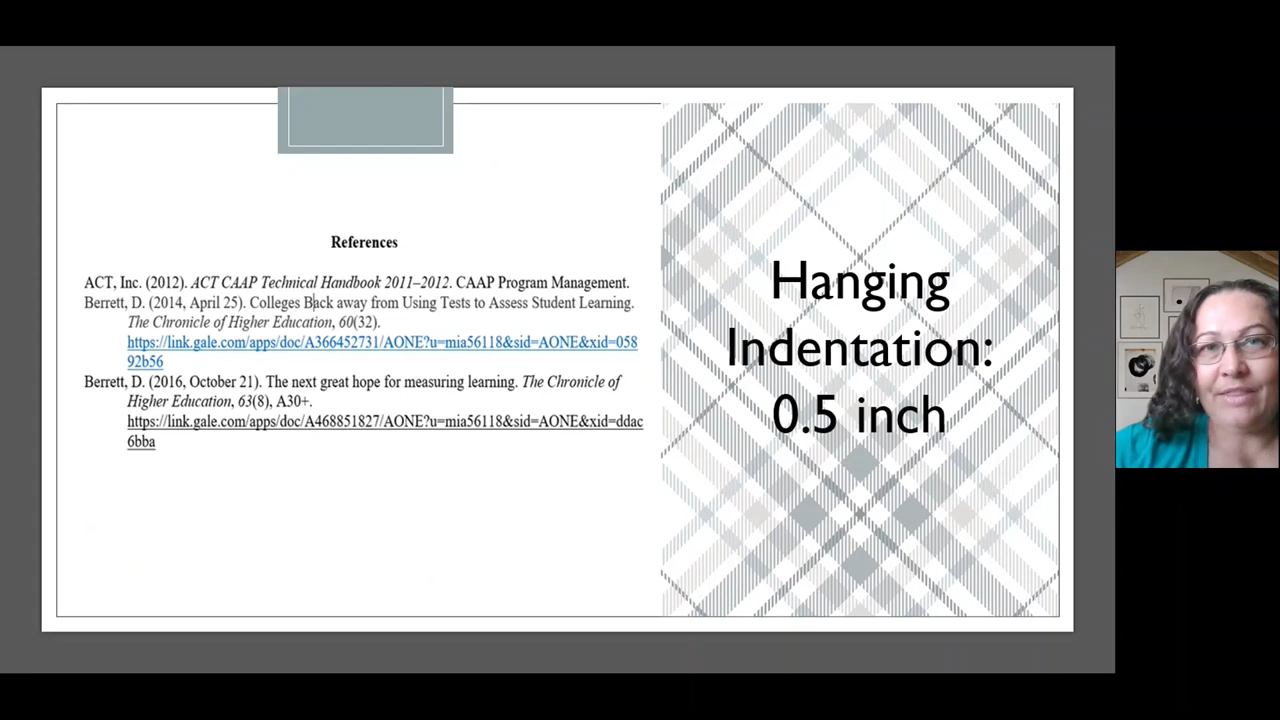 References
ACT, Inc. (2012). ACT CAAP Technical Handbook 2011–2012. CAAP Program Management.
Berrett, D. (2014, April 25). Colleges Back away from Using Tests to Assess Student Learning.
The Chronicle of Higher Education, 60(32).
https://link.gale.com/apps/doc/A366452731/AONE?u=mia56118&sid=AONE&xid=058
92b56
Berrett, D. (2016, October 21). The next great hope for measuring learning. The Chronicle of
Higher Education, 63(8), A30+.
https://link.gale.com/apps/doc/A468851827/AONE?u=mia56118&sid=AONE&xid=ddac
6bba
Hanging
Indentation:
0.5 inch